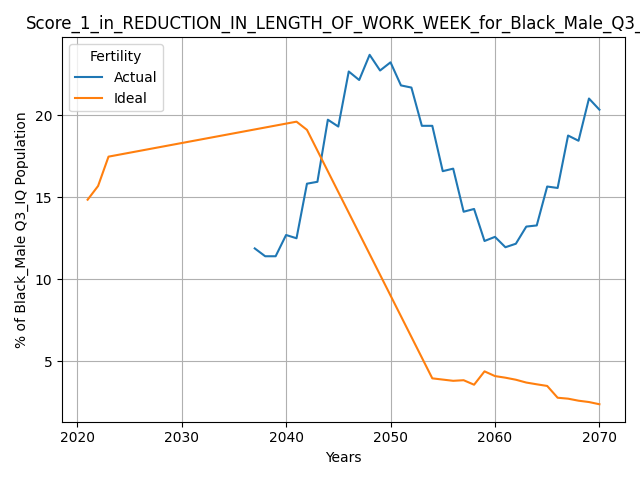 Score_1_in_REDUCTION_IN_LENGTH_OF_WORK_WEEK_for_Black_Male_Q3_
Fertility
Actual
Ideal
% of Black_Male Q3_IQ Population
20
15
10
5
2020 2030 2040 2050 2060 2070
Years